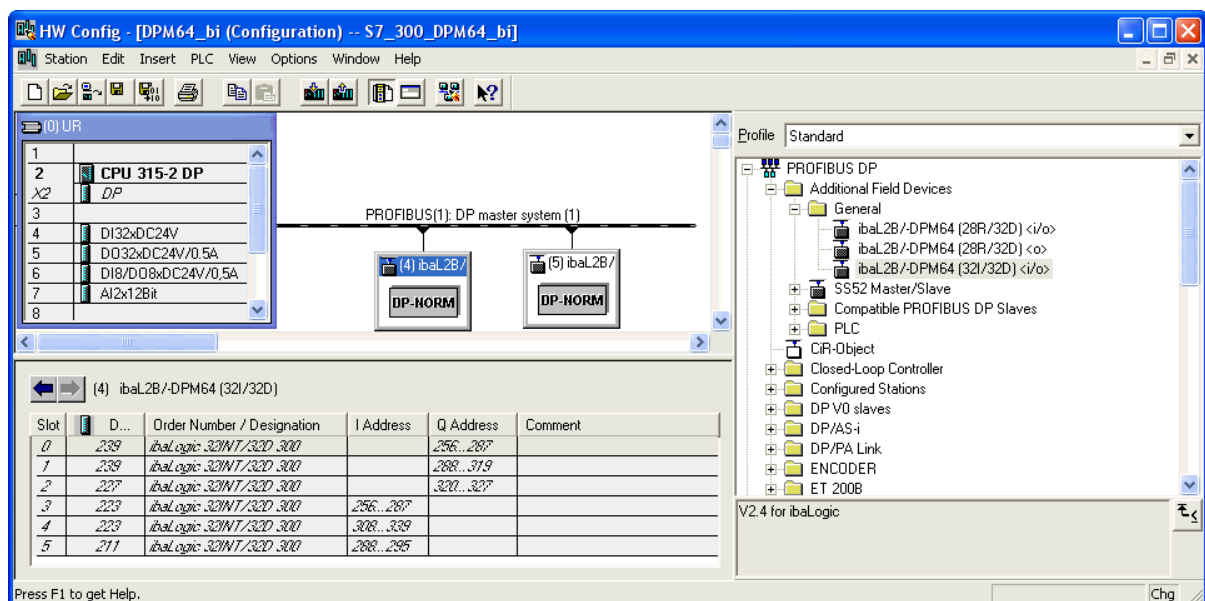 HW Config - [DPM64_bi (Configuration) -- S7_300_DPM64_bi]
Station Edit Insert PLC View Options Window Help
(0) UR
1
2 CPU 315-2 DP
X2 DP
3
4 DI32xDC24V
5 DO32xDC24V/0.5A
6 DI8/DO8xDC24V/0,5A
7 AI2x12Bit
8
PROFIBUS(1): DP master system (1)
(4) ibaL2B/
DP-NORM
(5) ibaL2B/
DP-NORM
Profile Standard
PROFIBUS DP
Additional Field Devices
General
ibaL2B/-DPM64 (28R/32D) <i/o>
ibaL2B/-DPM64 (28R/32D) <o>
ibaL2B/-DPM64 (32I/32D) <i/o>
SS52 Master/Slave
Compatible PROFIBUS DP Slaves
PLC
CiR-Object
Closed-Loop Controller
Configured Stations
DP V0 slaves
DP/AS-i
DP/PA Link
ENCODER
ET 200B
V2.4 for ibaLogic
(4) ibaL2B/-DPM64 (32I/32D)
Slot D... Order Number / Designation I Address Q Address Comment
0 239 ibaLogic 32INT/32D 300 256...287
1 239 ibaLogic 32INT/32D 300 288...319
2 227 ibaLogic 32INT/32D 300 320...327
3 223 ibaLogic 32INT/32D 300 256...287
4 223 ibaLogic 32INT/32D 300 308...339
5 211 ibaLogic 32INT/32D 300 288...295
Press F1 to get Help.
Chg